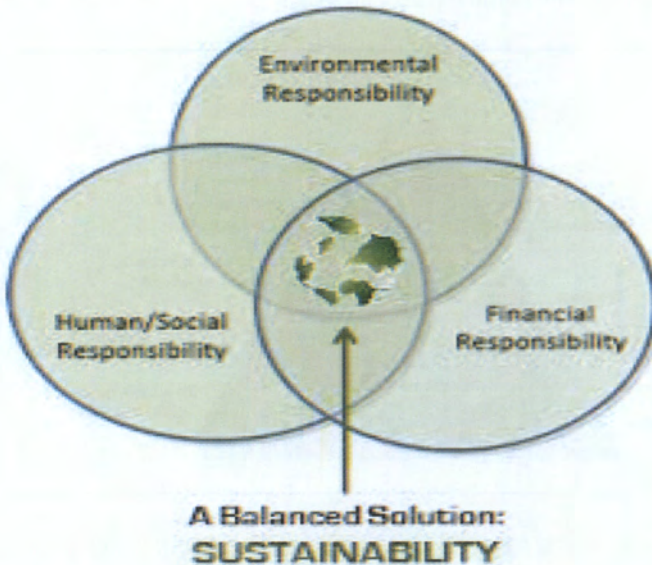 Environmental
Responsibility
Human/Social
Responsibility
Financial
Responsibility
A Balanced Solution:
SUSTAINABILITY